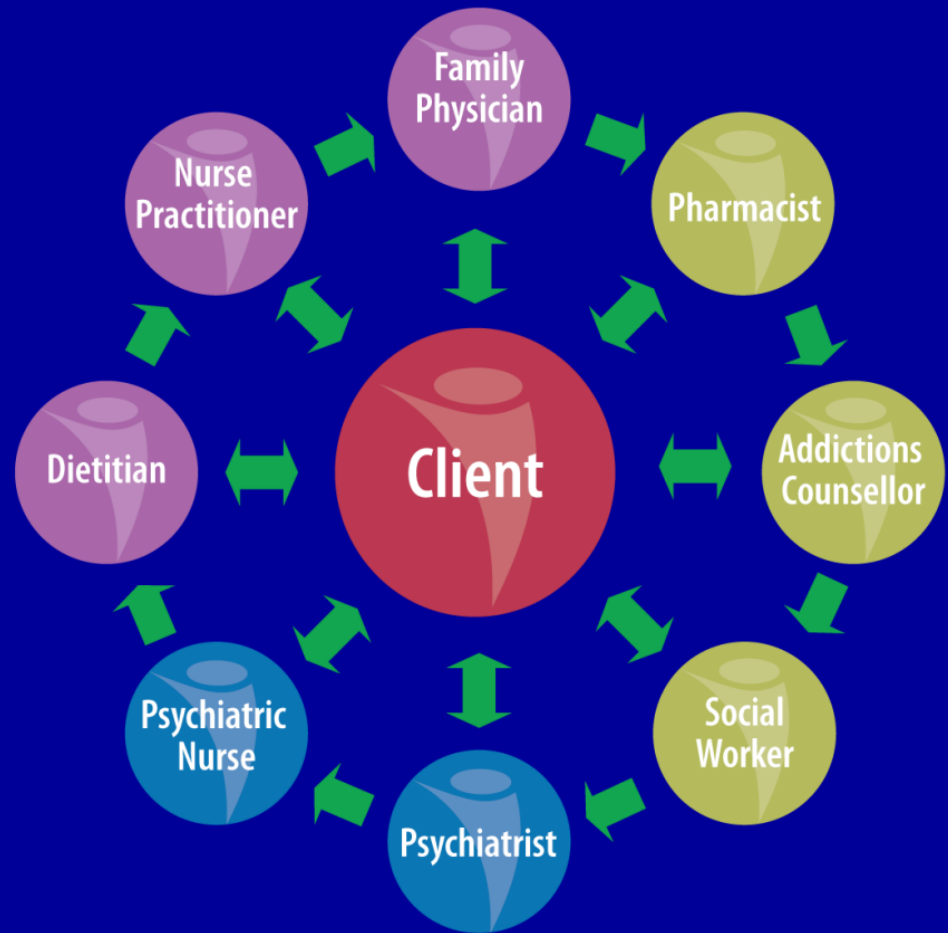 Family
Physician
Pharmacist
Addictions
Counsellor
Social
Worker
Psychiatrist
Psychiatric
Nurse
Dietitian
Nurse
Practitioner
Client